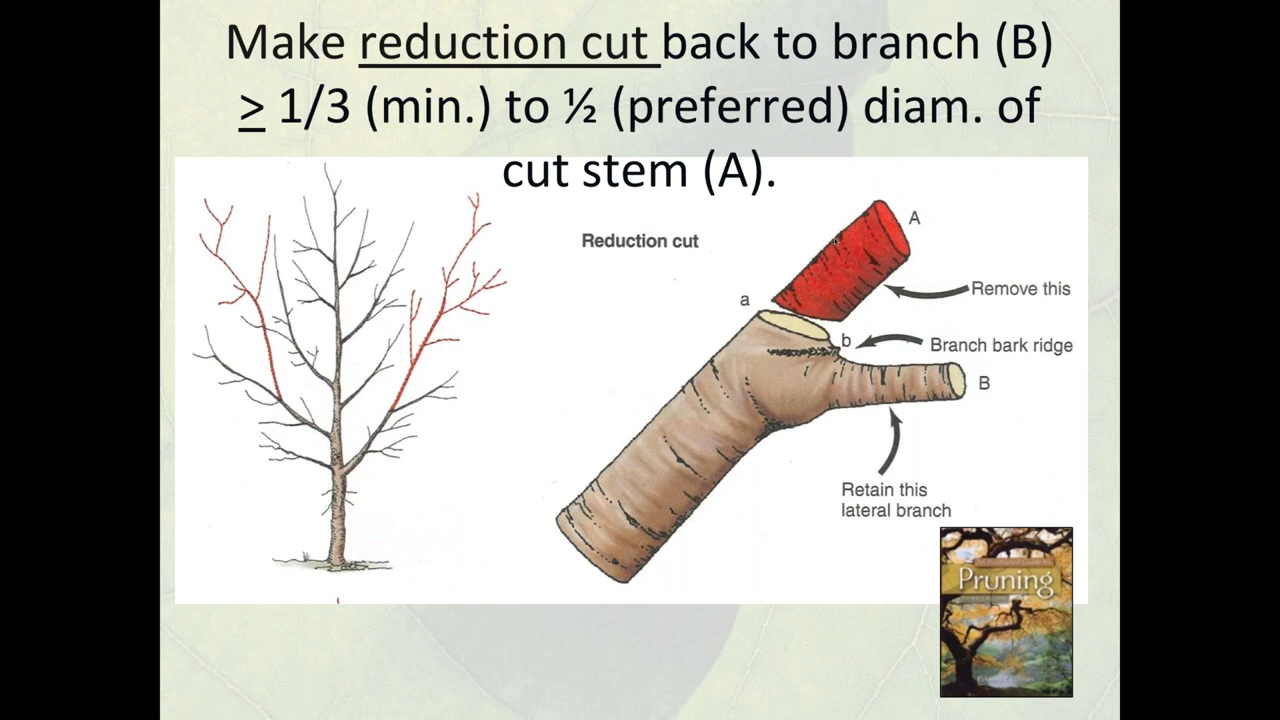 Make reduction cut back to branch (B)
≥ 1/3 (min.) to ½ (preferred) diam. of
cut stem (A).
Reduction cut
A
Remove this
a
b
Branch bark ridge
B
Retain this
lateral branch
Pruning